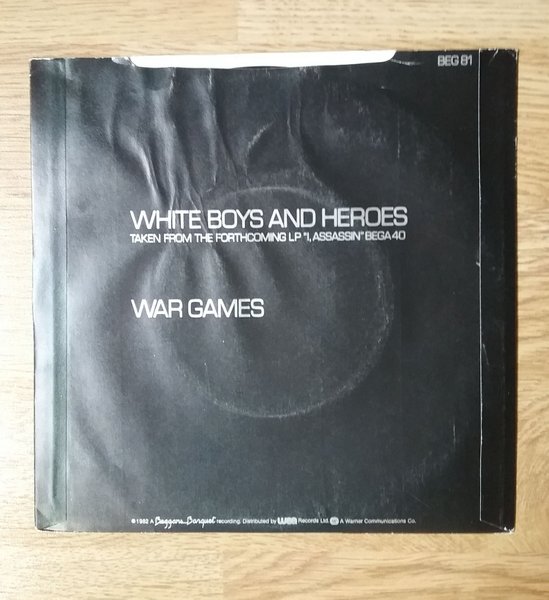 BEG 81
WHITE BOYS AND HEROES
TAKEN FROM THE FORTHCOMING LP "I, ASSASSIN" BEGA 40
WAR GAMES
℗ 1982 A Beggars Banquet recording. Distributed by wea Records Ltd. A Warner Communications Co.